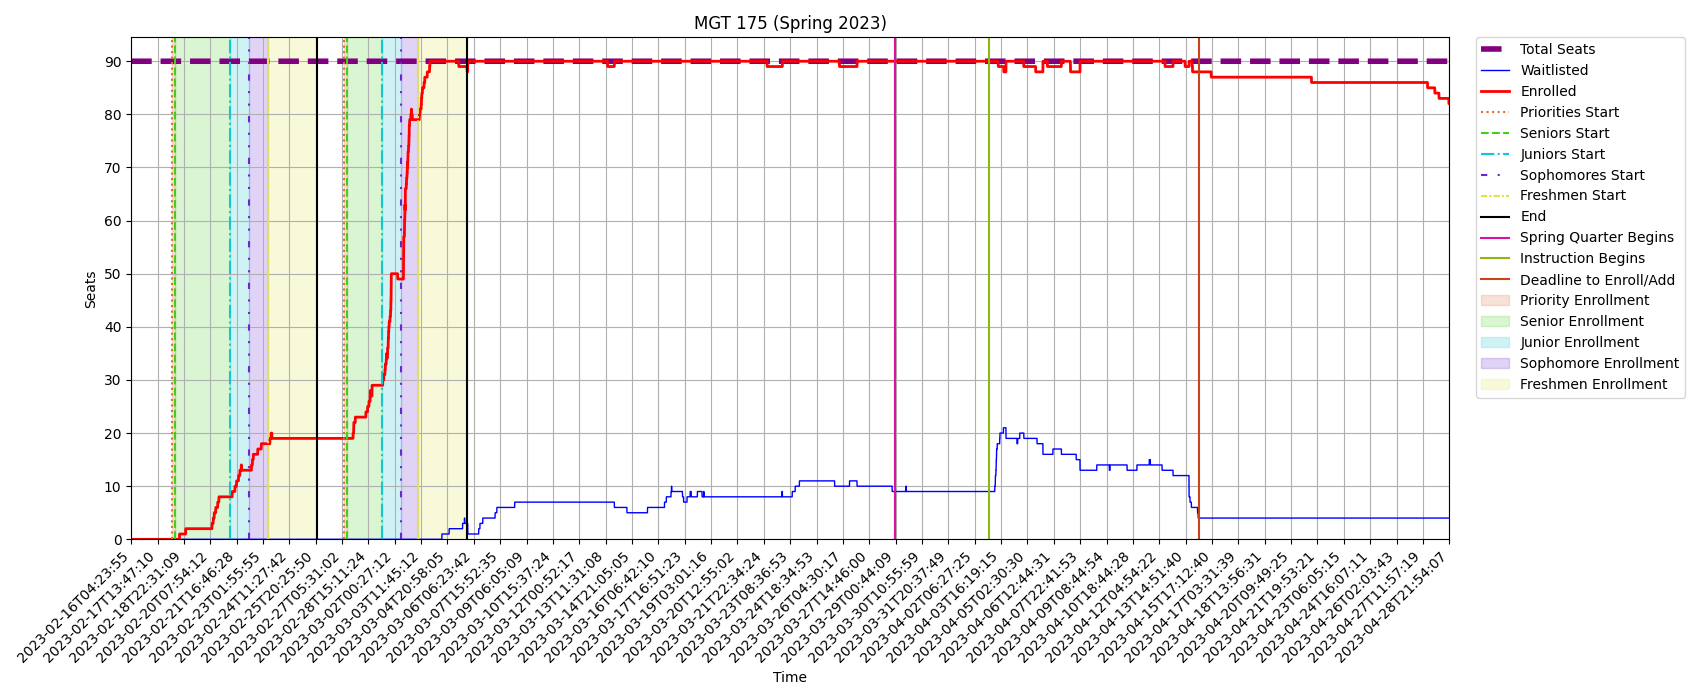 MGT 175 (Spring 2023)
90
80
70
60
50
40
30
20
10
0
Seats
2023-02-16T04:23:55
2023-02-17T13:47:10
2023-02-18T22:31:09
2023-02-20T07:54:12
2023-02-21T16:46:28
2023-02-23T01:55:55
2023-02-24T11:27:42
2023-02-25T20:25:50
2023-02-27T05:31:02
2023-02-28T15:11:24
2023-03-02T00:27:12
2023-03-03T11:45:12
2023-03-04T20:58:05
2023-03-06T06:23:42
2023-03-07T15:52:35
2023-03-09T06:05:09
2023-03-10T15:37:24
2023-03-12T00:52:17
2023-03-13T11:31:08
2023-03-14T21:05:05
2023-03-16T06:42:10
2023-03-17T16:51:23
2023-03-19T03:01:16
2023-03-20T12:55:02
2023-03-21T22:34:24
2023-03-23T08:36:53
2023-03-24T18:34:53
2023-03-26T04:30:17
2023-03-27T14:46:00
2023-03-29T00:44:09
2023-03-30T10:55:59
2023-03-31T20:37:49
2023-04-02T06:27:25
2023-04-03T16:19:15
2023-04-05T02:30:30
2023-04-06T12:44:31
2023-04-07T22:41:53
2023-04-09T08:44:54
2023-04-10T18:44:28
2023-04-12T04:54:22
2023-04-13T14:51:40
2023-04-15T17:12:40
2023-04-17T03:31:39
2023-04-18T13:56:31
2023-04-20T09:49:25
2023-04-21T19:53:21
2023-04-23T06:05:15
2023-04-24T16:07:11
2023-04-26T02:03:43
2023-04-27T11:57:19
2023-04-28T21:54:07
Time
Total Seats
Waitlisted
Enrolled
Priorities Start
Seniors Start
Juniors Start
Sophomores Start
Freshmen Start
End
Spring Quarter Begins
Instruction Begins
Deadline to Enroll/Add
Priority Enrollment
Senior Enrollment
Junior Enrollment
Sophomore Enrollment
Freshmen Enrollment